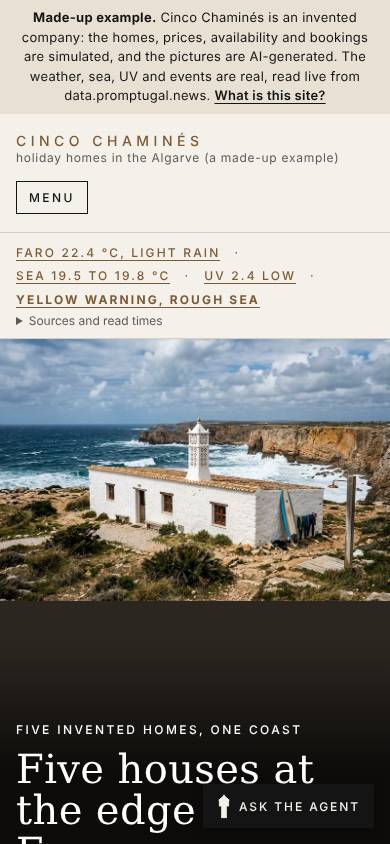 Made-up example. Cinco Chaminés is an invented
company: the homes, prices, availability and bookings
are simulated, and the pictures are AI-generated. The
weather, sea, UV and events are real, read live from
data.promptugal.news. What is this site?
CINCO CHAMINÉS
holiday homes in the Algarve (a made-up example)
MENU
FARO 22.4 °C, LIGHT RAIN ·
SEA 19.5 TO 19.8 °C · UV 2.4 LOW ·
YELLOW WARNING, ROUGH SEA
Sources and read times
FIVE INVENTED HOMES, ONE COAST
Five houses at
the edge
ASK THE AGENT